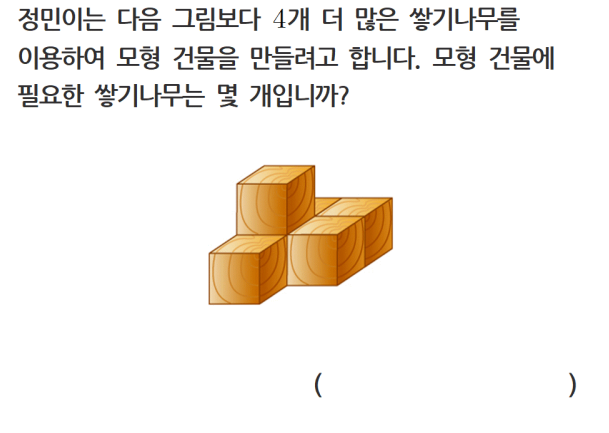 정민이는 다음 그림보다 4개 더 많은 쌓기나무를
이용하여 모형 건물을 만들려고 합니다. 모형 건물에
필요한 쌓기나무는 몇 개입니까?
( )